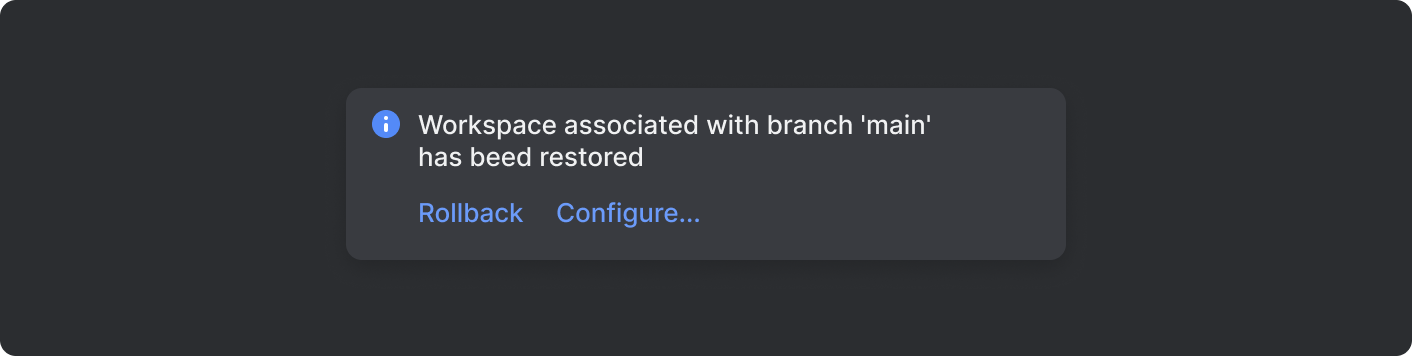 Workspace associated with branch 'main'
has beed restored
Rollback Configure...